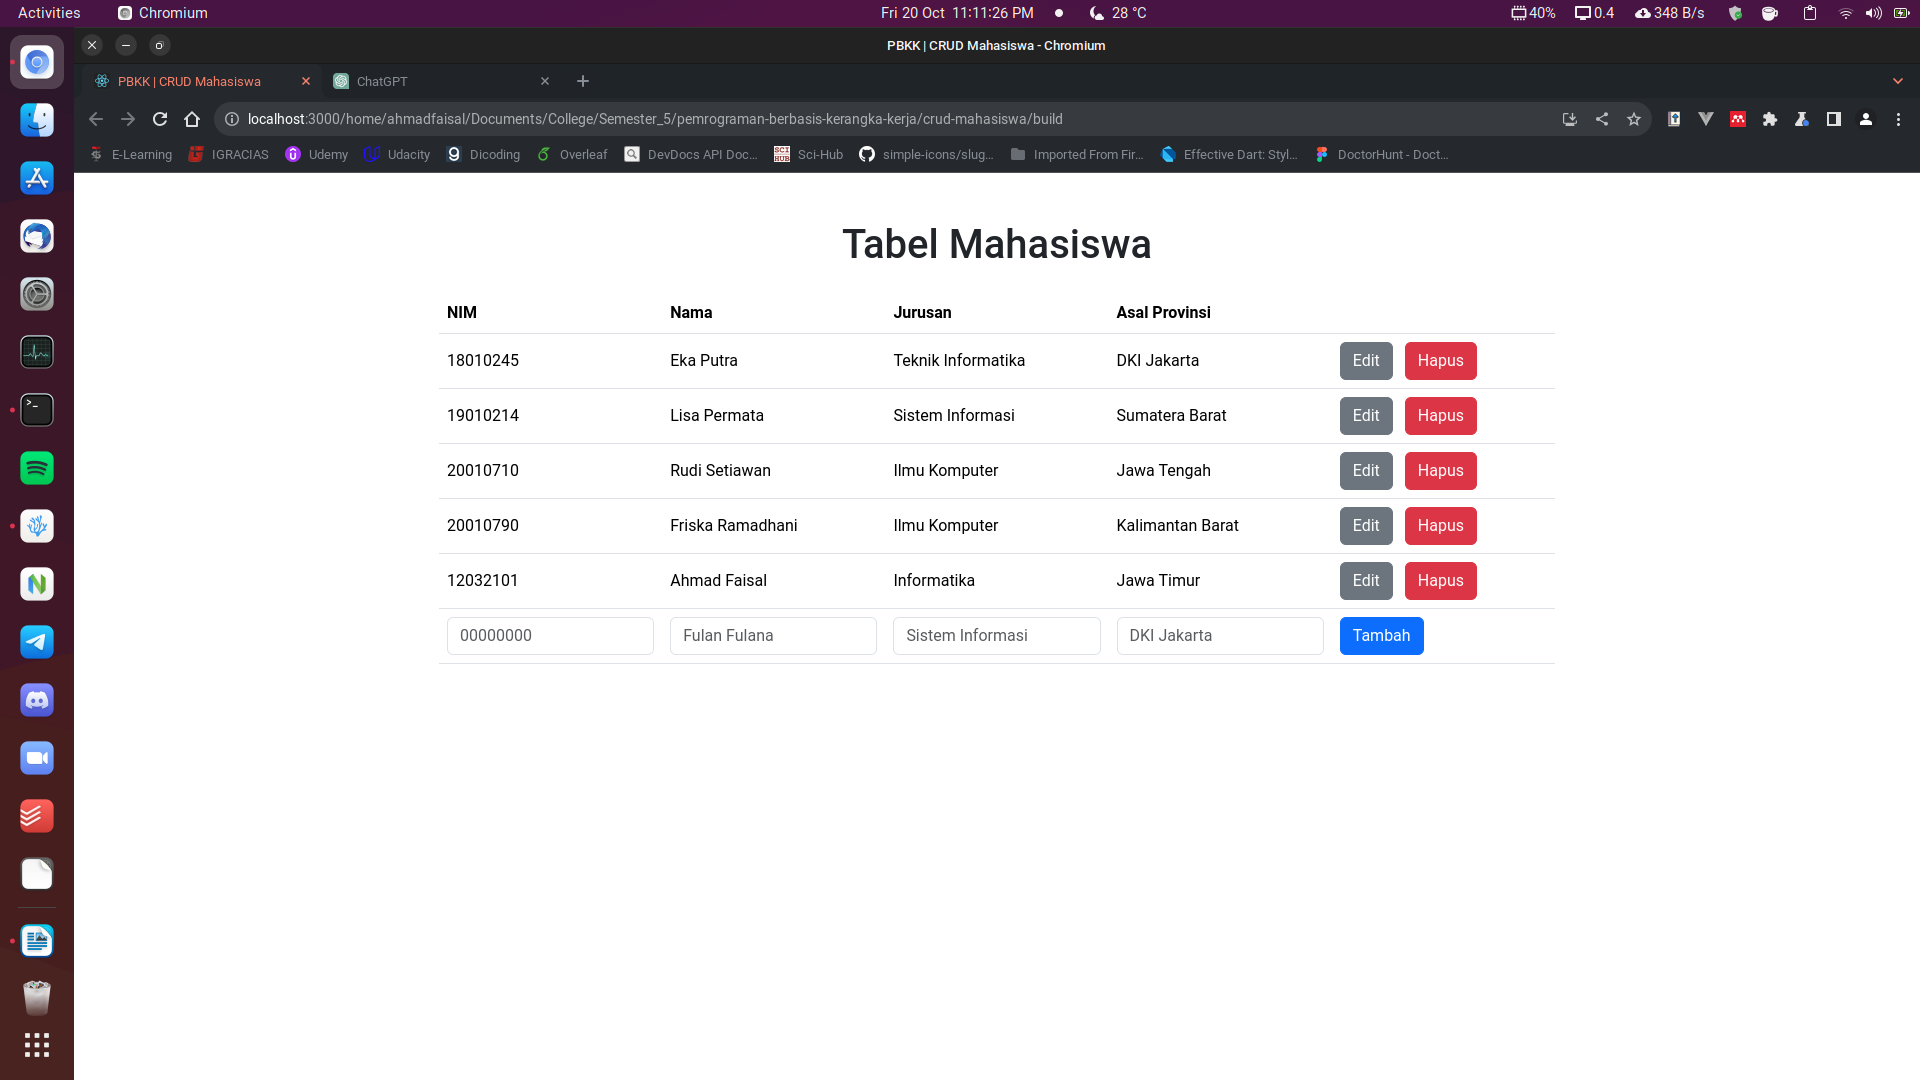 Activities Chromium Fri 20 Oct 11:11:26 PM 28 °C 40% 0.4 348 B/s
PBKK | CRUD Mahasiswa - Chromium
PBKK | CRUD Mahasiswa ChatGPT
localhost:3000/home/ahmadfaisal/Documents/College/Semester_5/pemrograman-berbasis-kerangka-kerja/crud-mahasiswa/build
E-Learning IGRACIAS Udemy Udacity Dicoding Overleaf DevDocs API Doc... SCI HUB Sci-Hub simple-icons/slug... Imported From Fir... Effective Dart: Styl... DoctorHunt - Doct...
Tabel Mahasiswa
NIM Nama Jurusan Asal Provinsi
18010245 Eka Putra Teknik Informatika DKI Jakarta Edit Hapus
19010214 Lisa Permata Sistem Informasi Sumatera Barat Edit Hapus
20010710 Rudi Setiawan Ilmu Komputer Jawa Tengah Edit Hapus
20010790 Friska Ramadhani Ilmu Komputer Kalimantan Barat Edit Hapus
12032101 Ahmad Faisal Informatika Jawa Timur Edit Hapus
00000000 Fulan Fulana Sistem Informasi DKI Jakarta Tambah